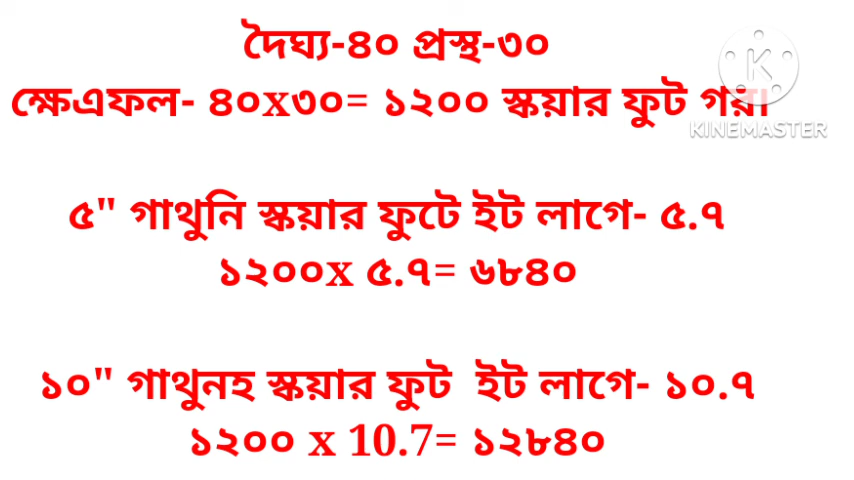 দৈঘ্য-৪০ প্রস্থ-৩০
ক্ষেএফল- ৪০x৩০= ১২০০ স্কয়ার ফুট
KINEMASTER
৫" গাথুনি স্কয়ার ফুটে ইট লাগে- ৫.৭
১২০০x ৫.৭= ৬৮৪০
১০" গাথুনহ স্কয়ার ফুট ইট লাগে- ১০.৭
১২০০ x 10.7= ১২৮৪০